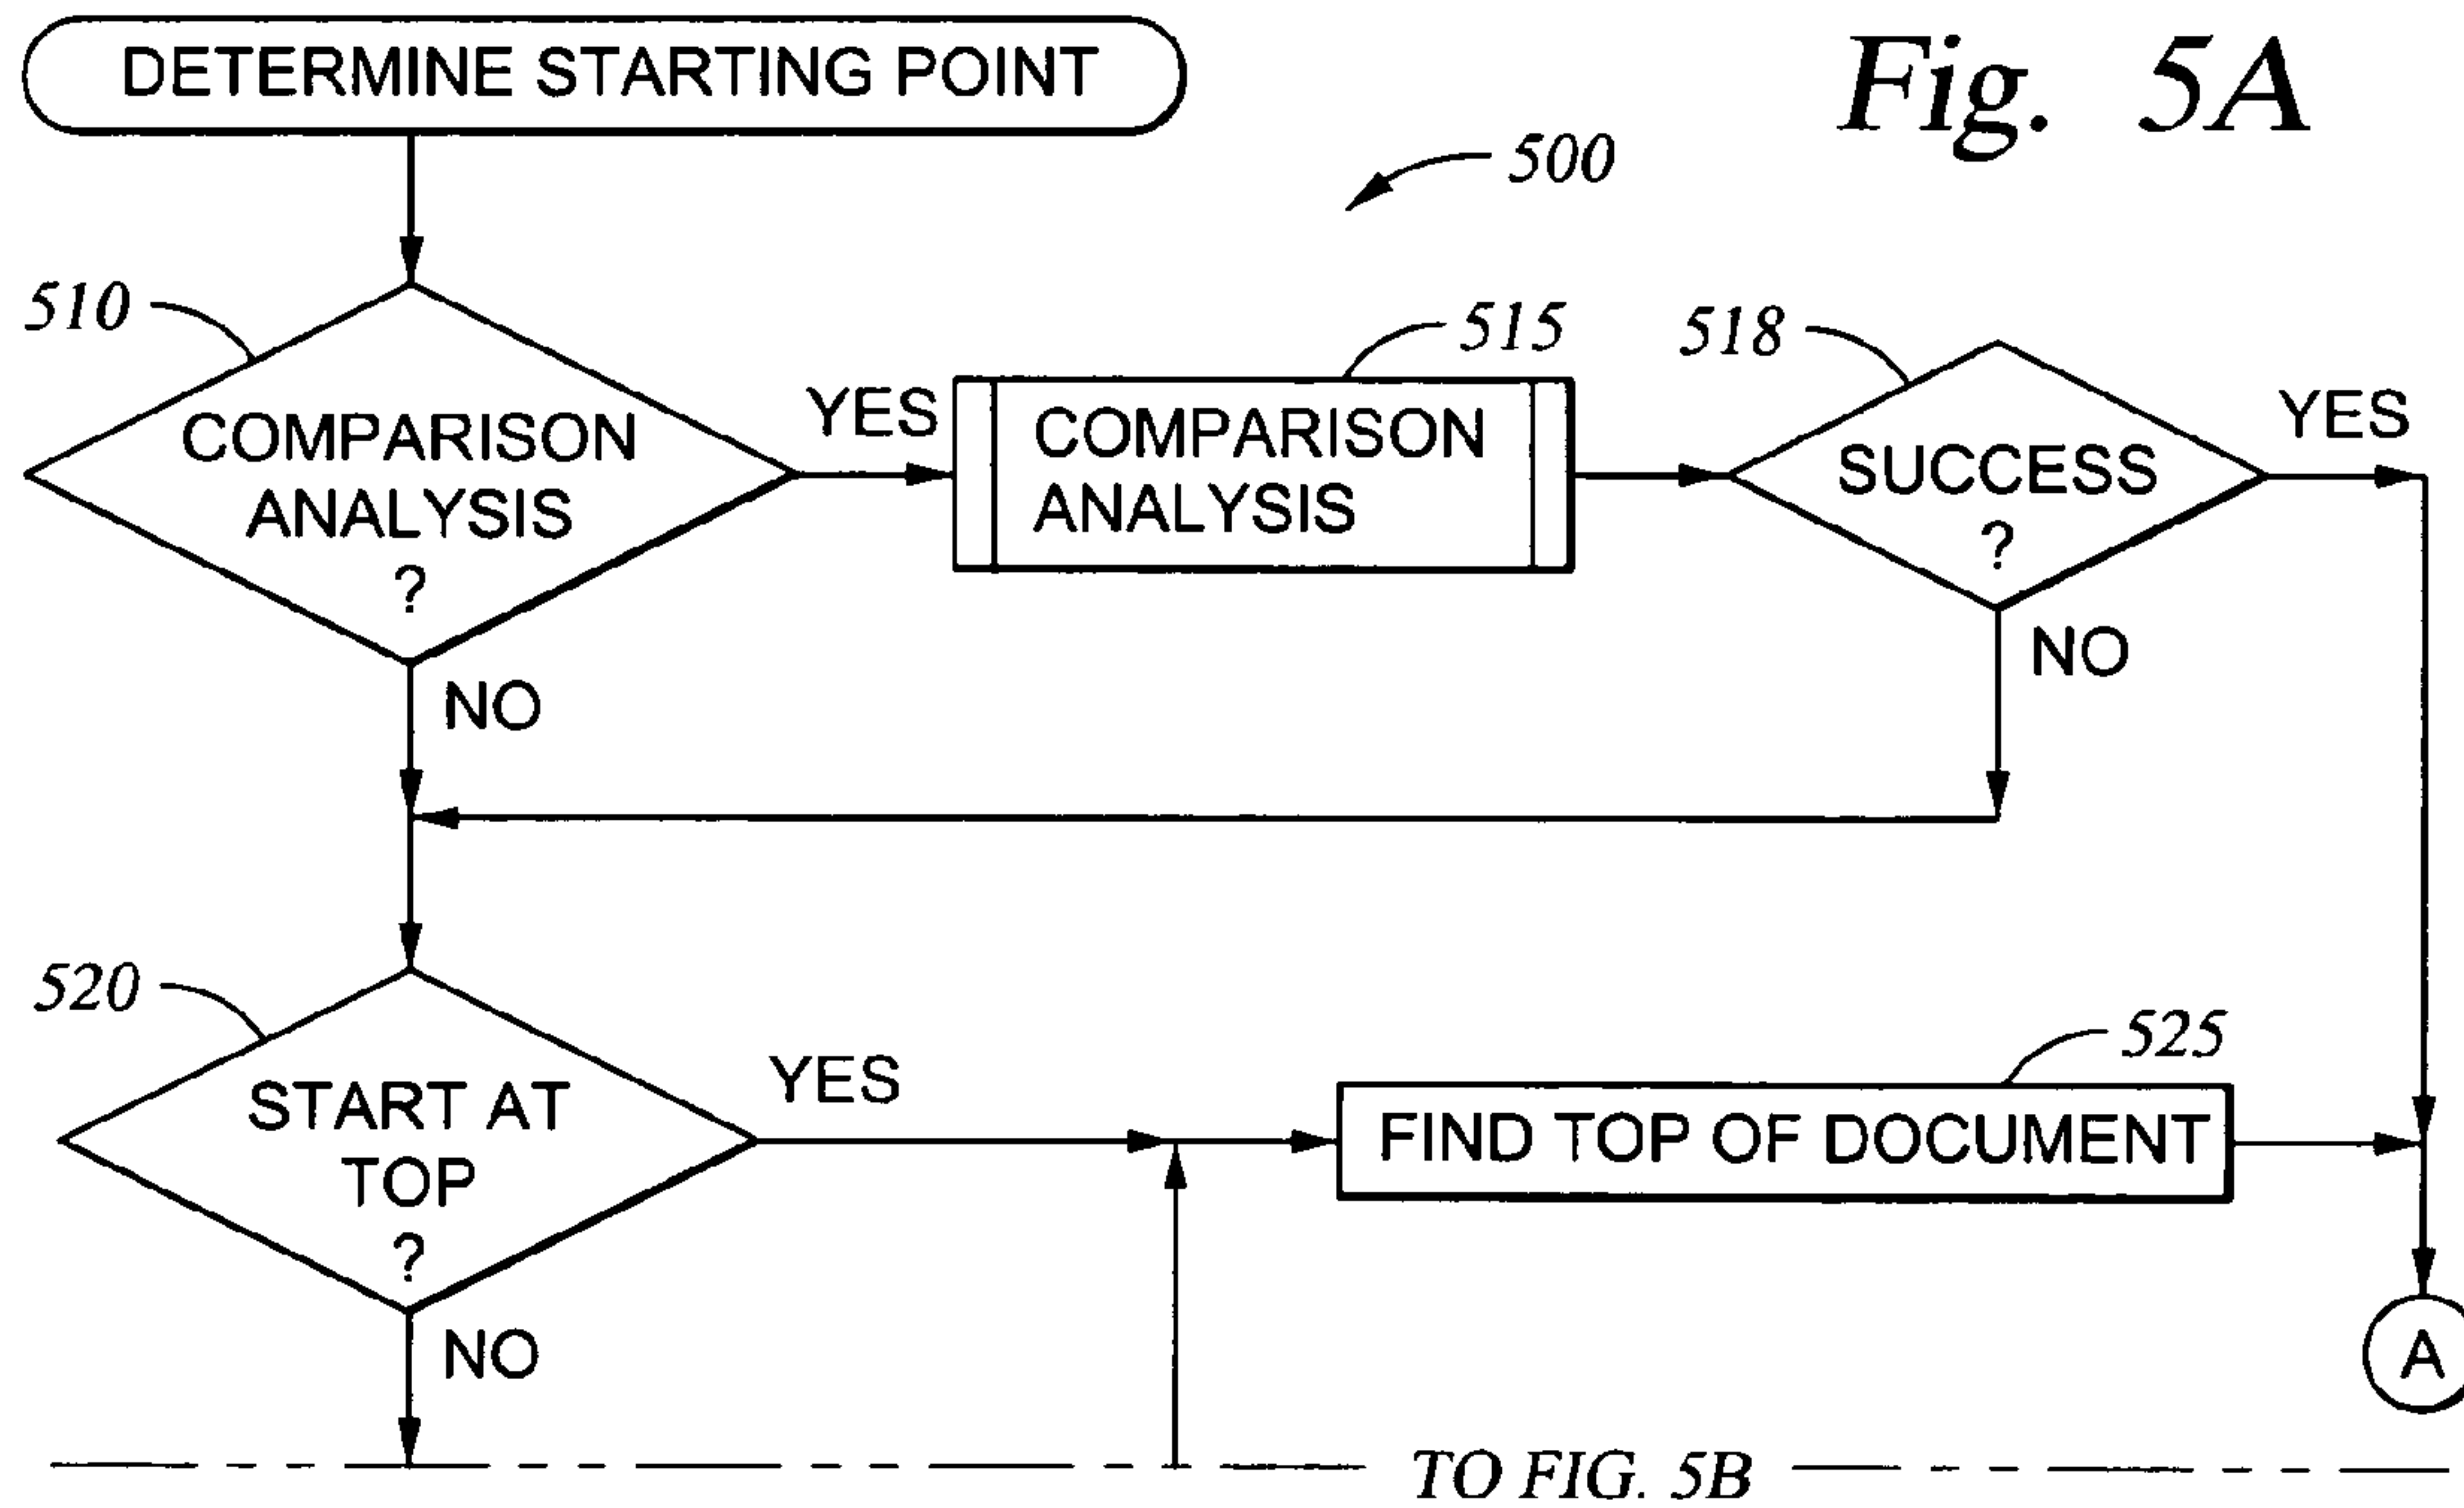 DETERMINE STARTING POINT
Fig. 5A
500
510
COMPARISON
ANALYSIS
?
YES
515
COMPARISON
ANALYSIS
518
SUCCESS
?
YES
NO
NO
520
START AT
TOP
?
YES
525
FIND TOP OF DOCUMENT
NO
A
TO FIG. 5B